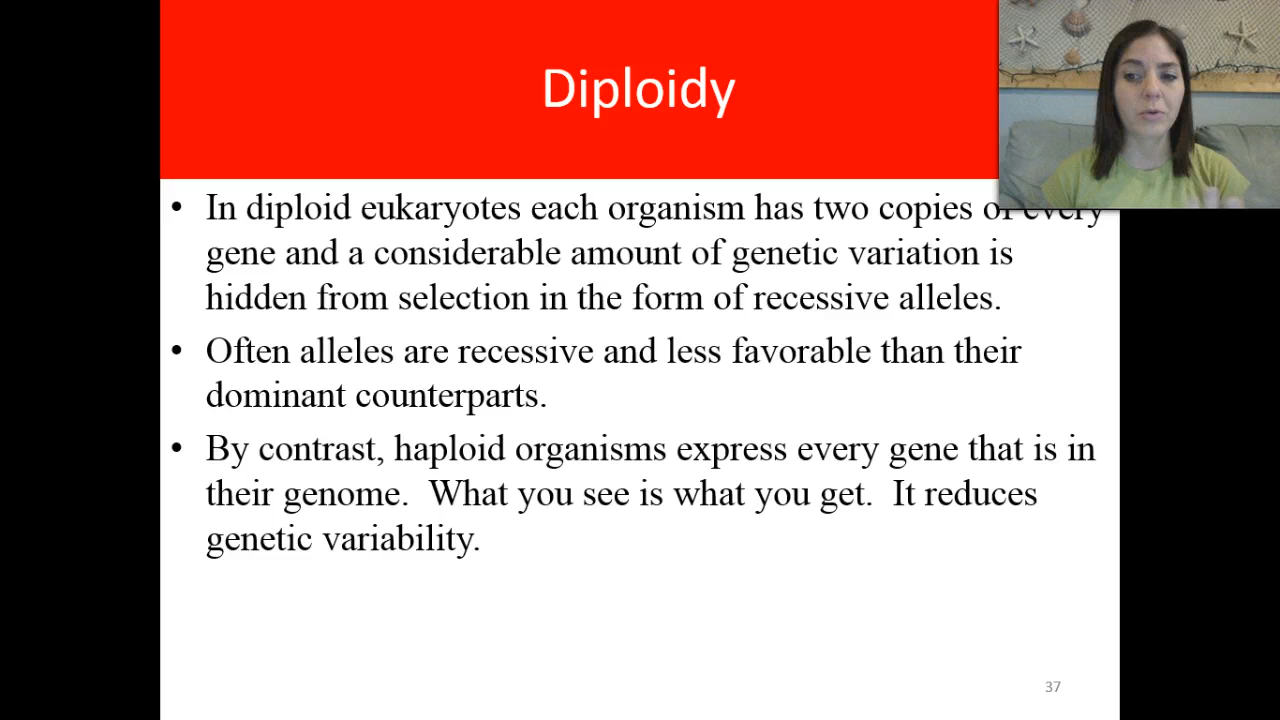 Diploidy
• In diploid eukaryotes each organism has two copies of every
gene and a considerable amount of genetic variation is
hidden from selection in the form of recessive alleles.
• Often alleles are recessive and less favorable than their
dominant counterparts.
• By contrast, haploid organisms express every gene that is in
their genome.  What you see is what you get.  It reduces
genetic variability.
37